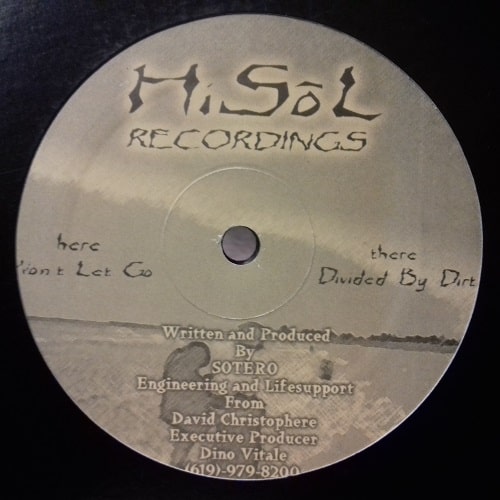 HiSōL
RECORDINGS
here
Won't Let Go
there
Divided By Dirt
Written and Produced
By
SOTERO
Engineering and Lifesupport
From
David Christophere
Executive Producer
Dino Vitale
(619)-979-8200